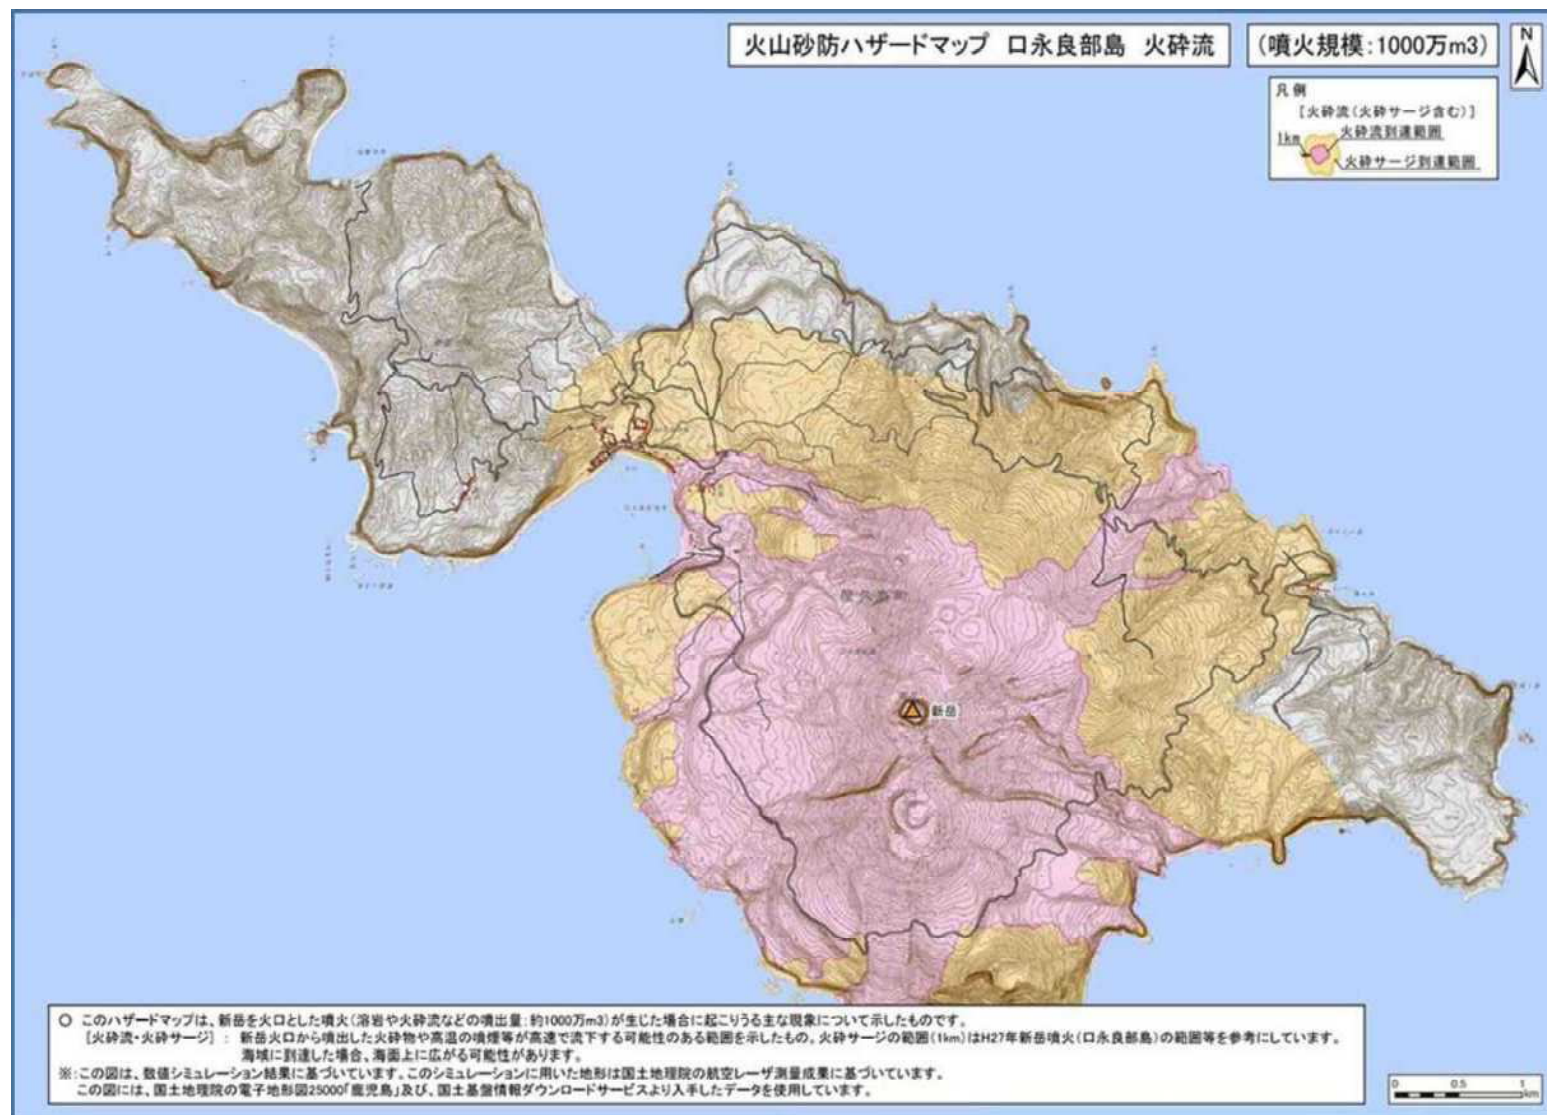 火山砂防ハザードマップ 口永良部島 火砕流
(噴火規模:1000万m3)
N
凡例
[火砕流(火砕サージ含む)]
1km
火砕流到達範囲
火砕サージ到達範囲
新岳
○ このハザードマップは、新岳を火口とした噴火(溶岩や火砕流などの噴出量:約1000万m3)が生じた場合に起こりうる主な現象について示したものです。
[火砕流・火砕サージ] : 新岳火口から噴出した火砕物や高温の噴煙等が高速で流下する可能性のある範囲を示したもの。火砕サージの範囲(1km)はH27年新岳噴火(口永良部島)の範囲等を参考にしています。
海域に到達した場合、海面上に広がる可能性があります。
※:この図は、数値シミュレーション結果に基づいています。このシミュレーションに用いた地形は国土地理院の航空レーザ測量成果に基づいています。
この図には、国土地理院の電子地形図25000「鹿児島」及び、国土基盤情報ダウンロードサービスより入手したデータを使用しています。
0 0.5 1
km